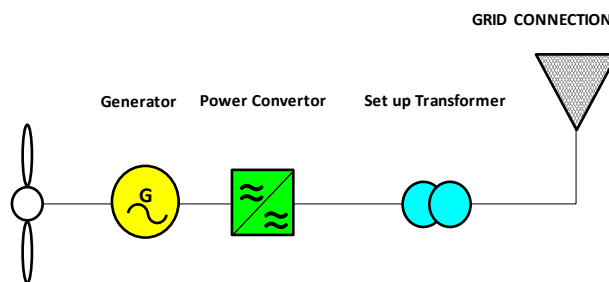 GRID CONNECTION
Generator
Power Convertor
Set up Transformer
G